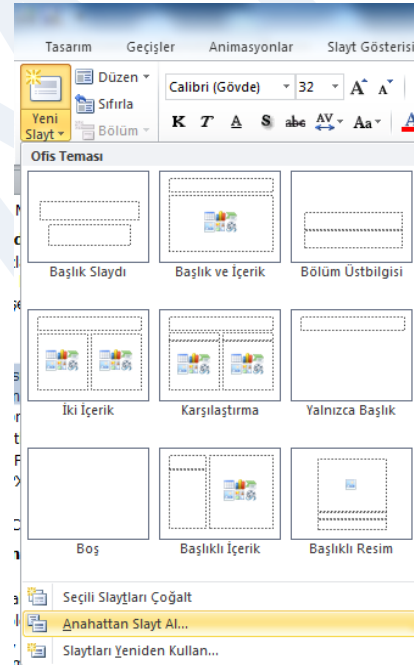 Tasarım Geçişler Animasyonlar Slayt Gösterisi
Yeni Slayt
Düzen
Sıfırla
Bölüm
Calibri (Gövde) 32 A A
K T A S abc AV Aa A
Ofis Teması
Başlık Slaydı Başlık ve İçerik Bölüm Üstbilgisi
İki İçerik Karşılaştırma Yalnızca Başlık
Boş Başlıklı İçerik Başlıklı Resim
Seçili Slaytları Çoğalt
Anahattan Slayt Al...
Slaytları Yeniden Kullan...